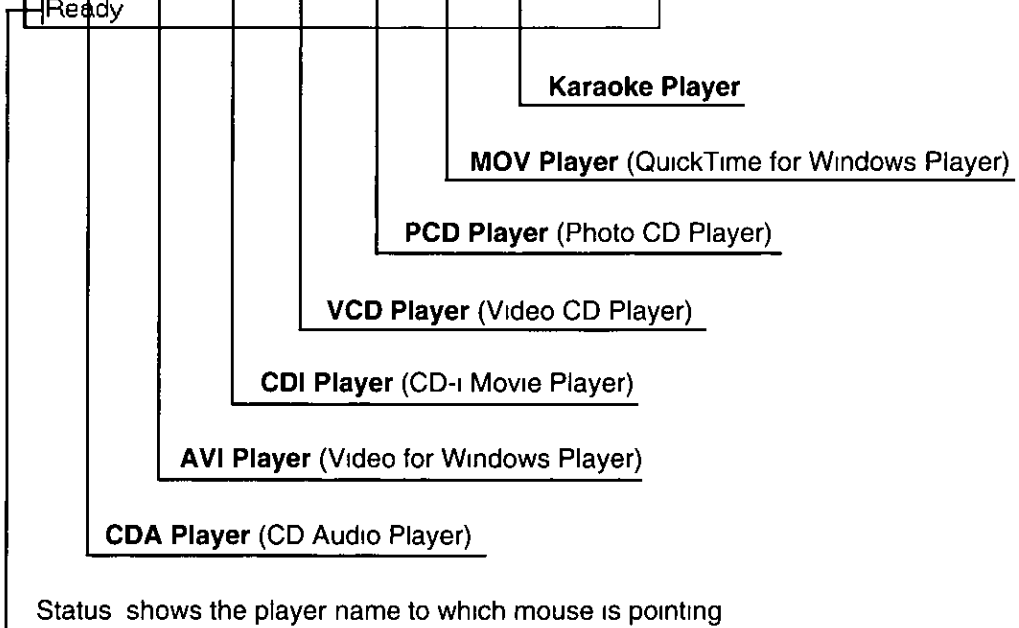 Ready
Karaoke Player
MOV Player (QuickTime for Windows Player)
PCD Player (Photo CD Player)
VCD Player (Video CD Player)
CDI Player (CD-i Movie Player)
AVI Player (Video for Windows Player)
CDA Player (CD Audio Player)
Status shows the player name to which mouse is pointing